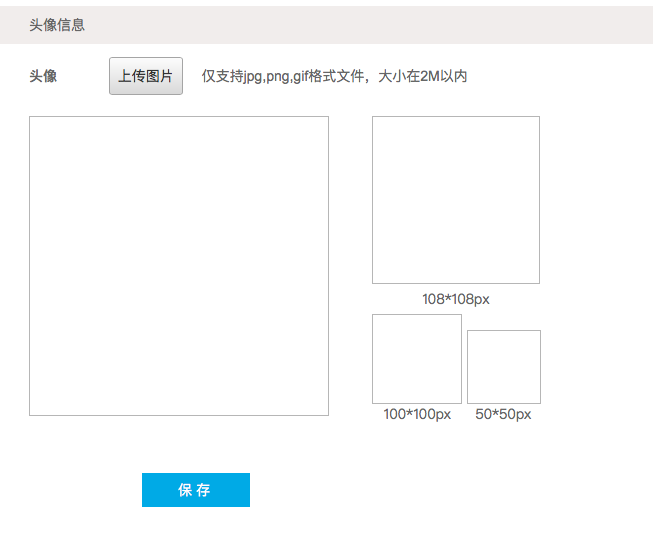 头像信息
头像 上传图片 仅支持jpg,png,gif格式文件，大小在2M以内
108*108px
100*100px 50*50px
保 存